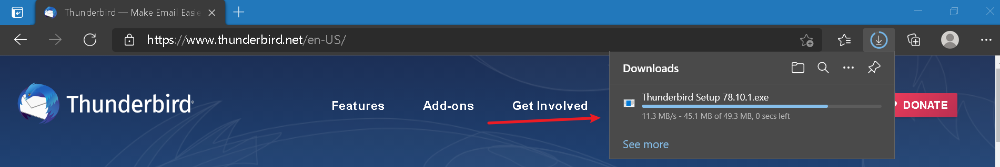 Thunderbird — Make Email Easie
https://www.thunderbird.net/en-US/
Downloads
Thunderbird®
Features
Add-ons
Get Involved
Thunderbird Setup 78.10.1.exe
11.3 MB/s - 45.1 MB of 49.3 MB, 0 secs left
DONATE
See more